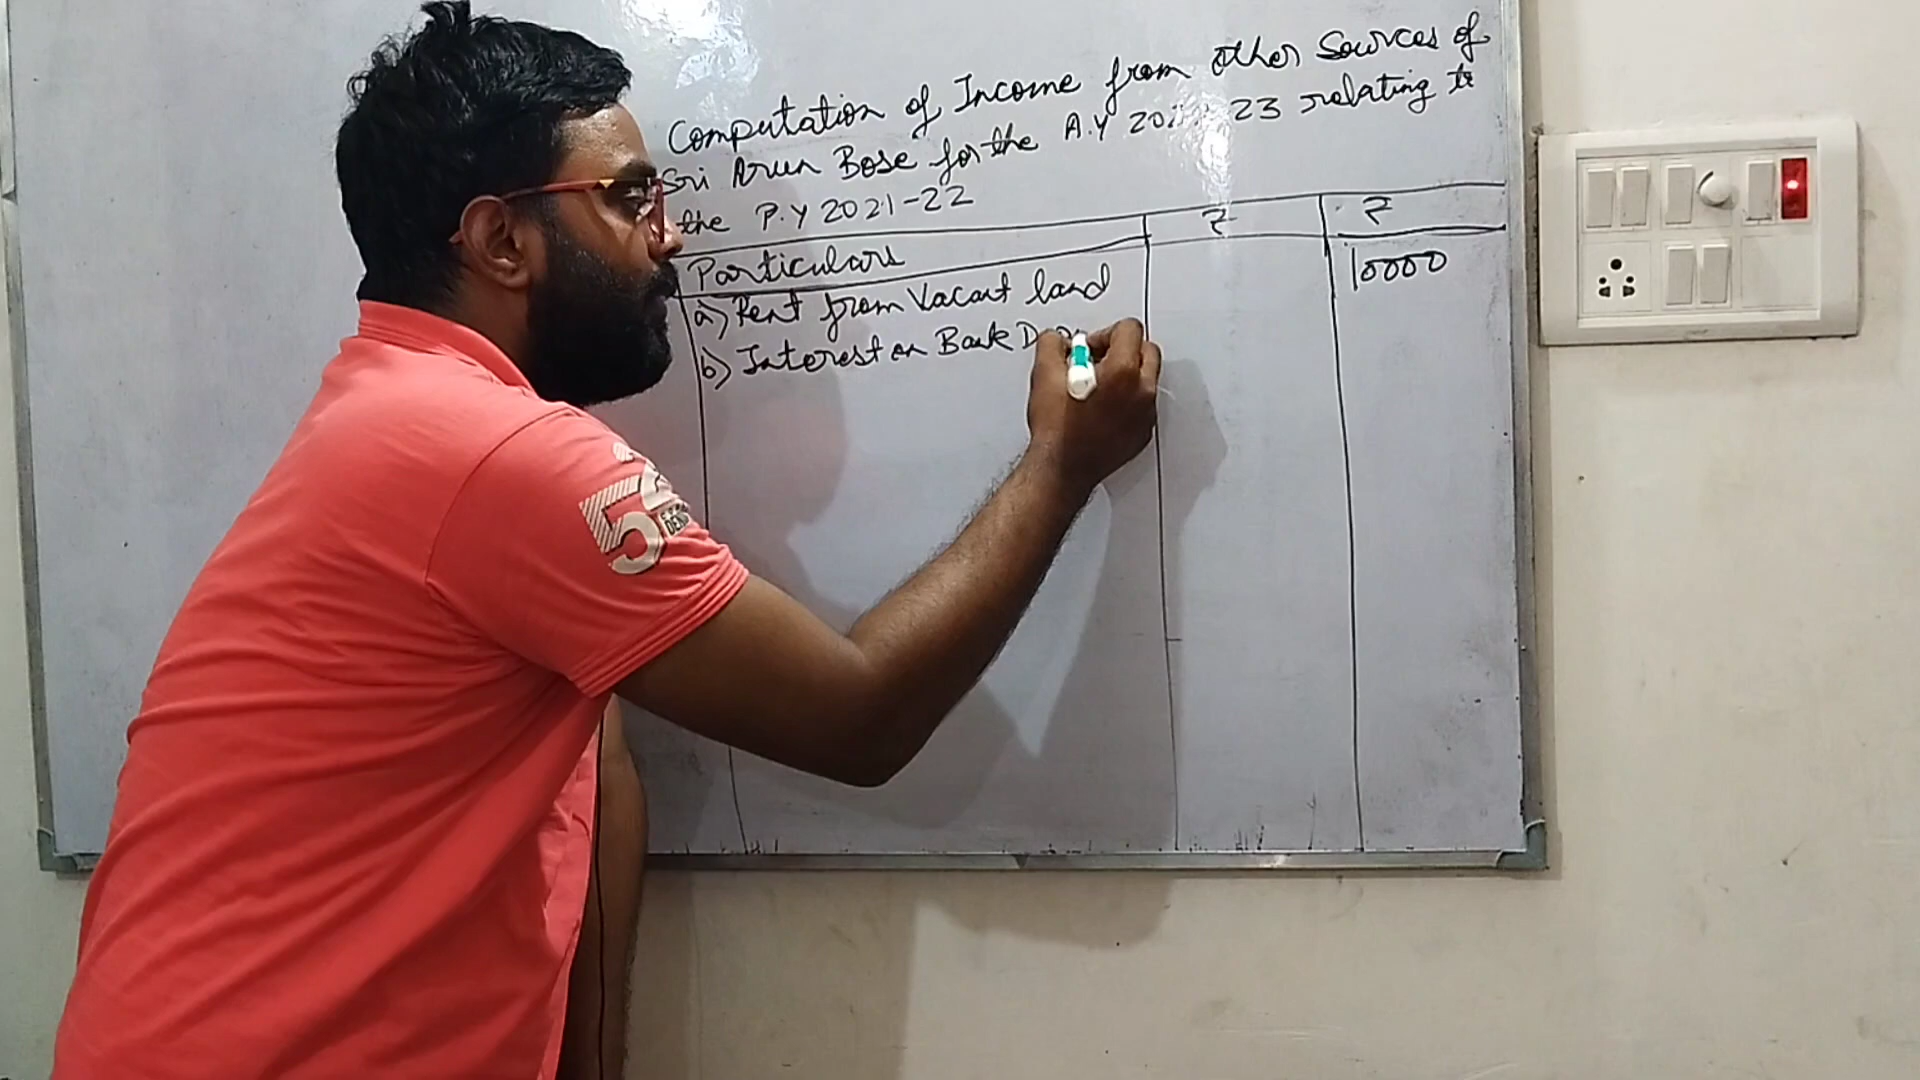 Computation of Income from Other Sources of
Sri Arun Bose for the A.Y 23 relating to
the P.Y 2021-22
Particulars ₹ ₹
a) Rent from Vacant land 10000
b) Interest on Bank
5